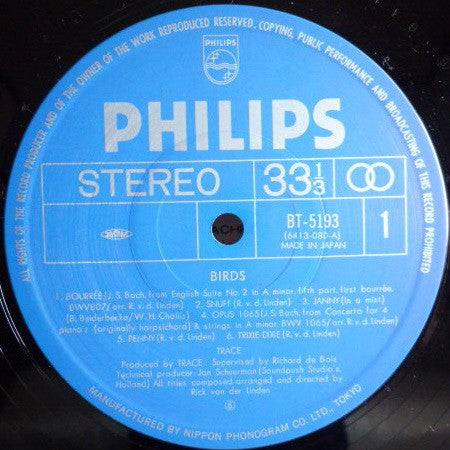 ALL RIGHTS OF THE RECORD PRODUCER AND OF THE OWNER OF THE WORK REPRODUCED RESERVED. COPYING, PUBLIC PERFORMANCE AND BROADCASTING OF THIS RECORD PROHIBITED
PHILIPS
PHILIPS
STEREO
33 1/3
BT-5193
(6413-080-A)
MADE IN JAPAN
1
BIRDS
1. BOURRÉE(J.S. Bach, from English Suite No. 2 in A minor, fifth part, first bourrée,
BWV807/arr. R. v. d. Linden) 2. SNUFF(R. v. d. Linden) 3. JANNY(In a mist)
(B. Beiderbecke/W. H. Challis) 4. OPUS 1065(J. S. Bach from Concerto for 4
piano's (originally harpsichord) & strings in A minor. BWV 1065/arr. R. v. d. Linden)
5. PENNY(R. v. d. Linden) 6. TRIXIE-DIXIE(R. v. d. Linden)
TRACE
Produced by TRACE Supervised by Richard de Bois
Technical producer: Jan Schuurman (Soundpush Studio's,
Holland) All titles composed arranged and directed by
Rick van der Linden
MANUFACTURED BY NIPPON PHONOGRAM CO. LTD., TOKYO